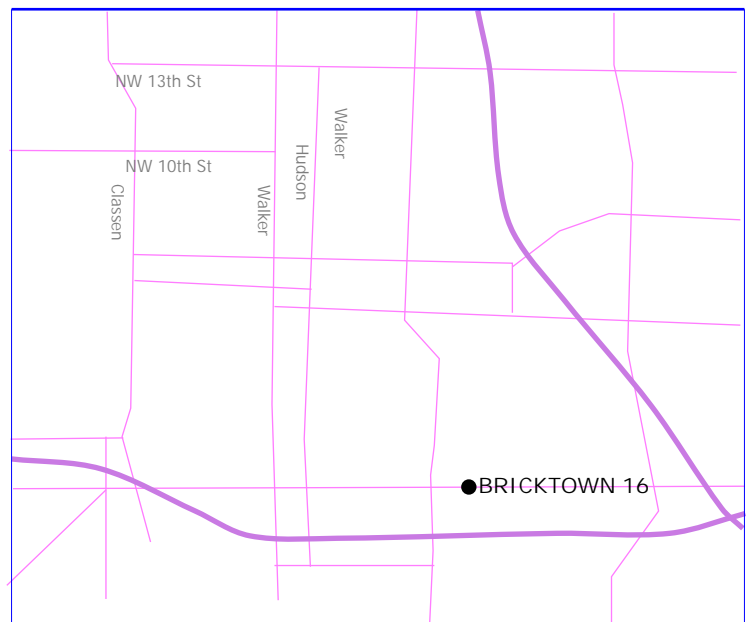 NW 13th St
Walker
Hudson
NW 10th St
Classen
Walker
BRICKTOWN 16